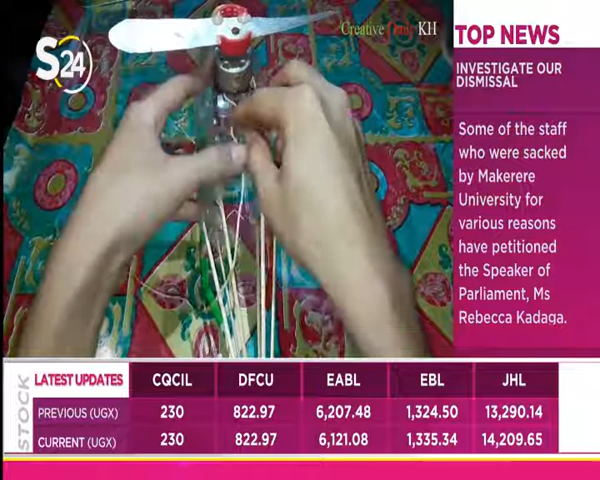 S24
Creative KH
TOP NEWS
INVESTIGATE OUR
DISMISSAL
Some of the staff
who were sacked
by Makerere
University for
various reasons
have petitioned
the Speaker of
Parliament, Ms
Rebecca Kadaga.
STOCK
LATEST UPDATES CQCIL DFCU EABL EBL JHL
PREVIOUS (UGX) 230 822.97 6,207.48 1,324.50 13,290.14
CURRENT (UGX) 230 822.97 6,121.08 1,335.34 14,209.65